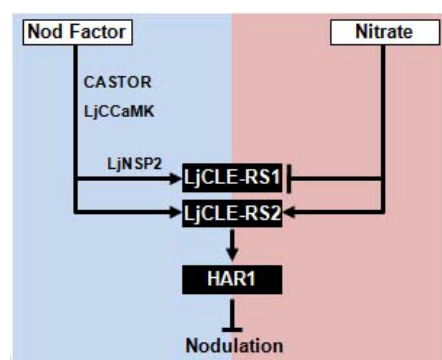 Nod Factor
Nitrate
CASTOR
LjCCaMK
LjNSP2
LjCLE-RS1
LjCLE-RS2
HAR1
Nodulation